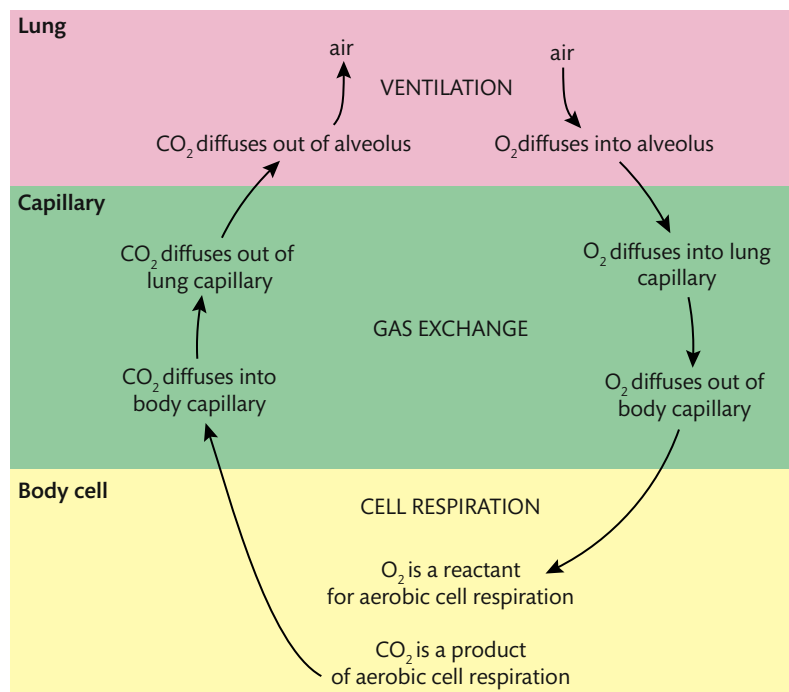 Lung
air
air
VENTILATION
CO₂ diffuses out of alveolus
O₂diffuses into alveolus
Capillary
CO₂ diffuses out of
lung capillary
O₂ diffuses into lung
capillary
GAS EXCHANGE
CO₂ diffuses into
body capillary
O₂ diffuses out of
body capillary
Body cell
CELL RESPIRATION
O₂ is a reactant
for aerobic cell respiration
CO₂ is a product
of aerobic cell respiration